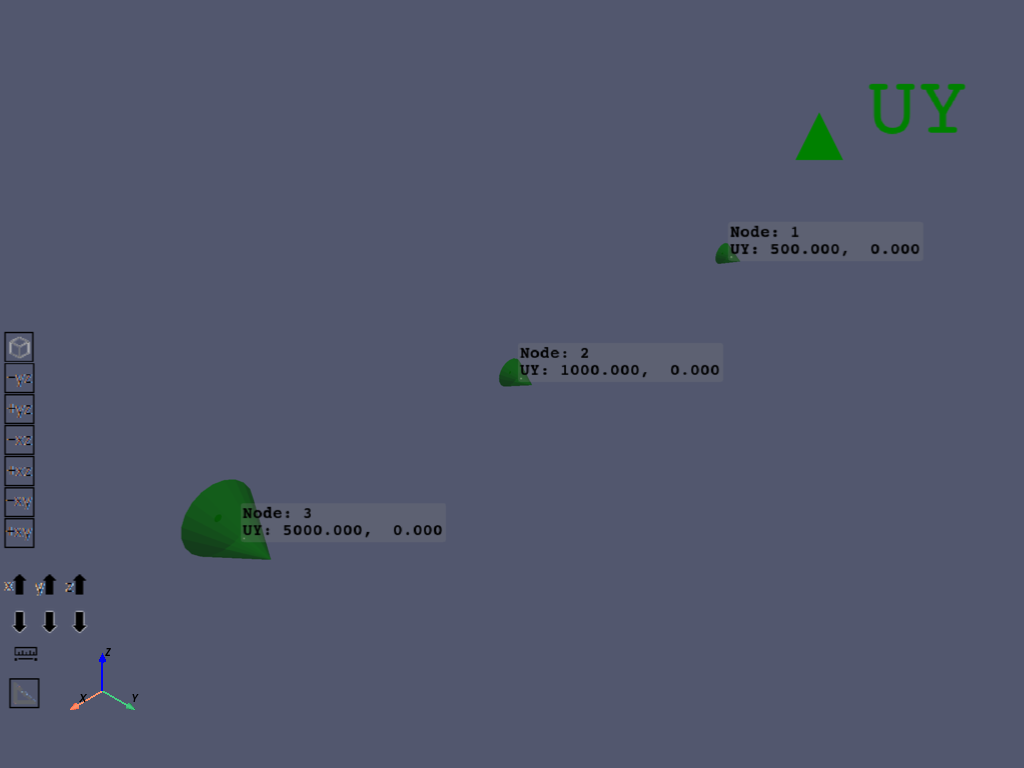 UY
Node: 1
UY: 500.000,  0.000
Node: 2
UY: 1000.000,  0.000
Node: 3
UY: 5000.000,  0.000
-YZ
+YZ
-XZ
+XZ
-XY
+XY
X Y Z
Z
X Y